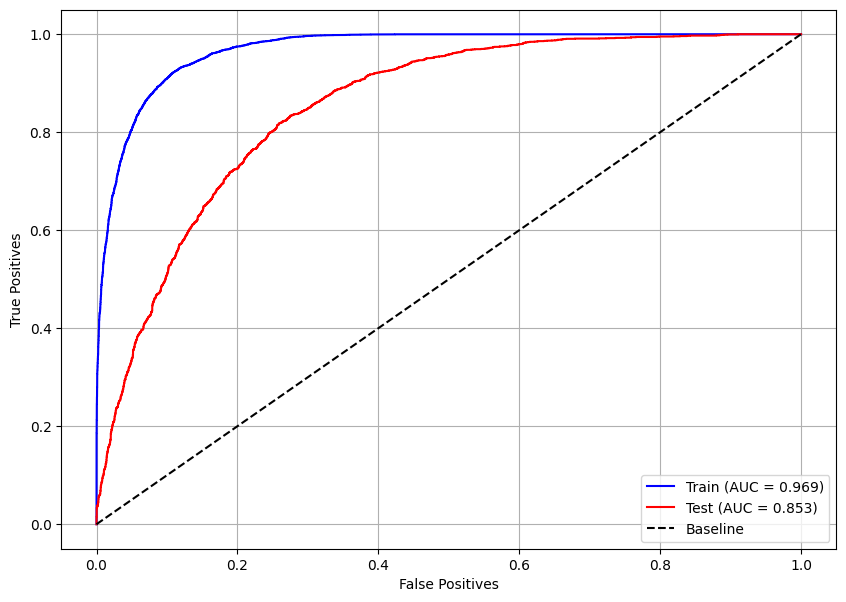 1.0
0.8
0.6
0.4
0.2
0.0
True Positives
0.0 0.2 0.4 0.6 0.8 1.0
False Positives
Train (AUC = 0.969)
Test (AUC = 0.853)
Baseline